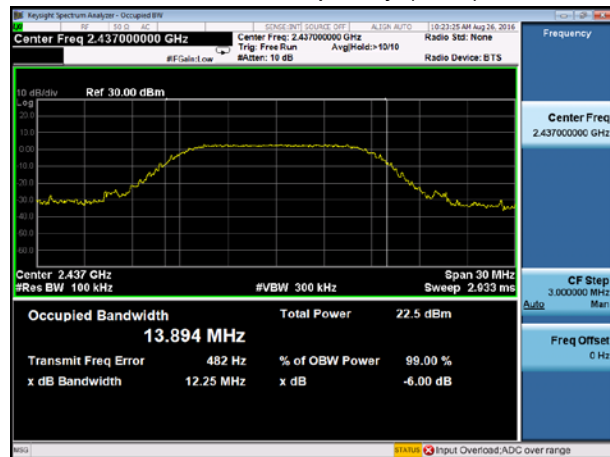 Keysight Spectrum Analyzer - Occupied BW
RF 50 Ω AC SENSE:INT SOURCE OFF ALIGN AUTO 10:23:25 AM Aug 26, 2016
Center Freq 2.437000000 GHz
Center Freq: 2.437000000 GHz
Radio Std: None
Trig: Free Run Avg|Hold:>10/10
#IFGain:Low #Atten: 10 dB
Radio Device: BTS
Frequency
10 dB/div Ref 30.00 dBm
Log
20.0
10.0
0.00
10.0
20.0
30.0
40.0
50.0
60.0
Center Freq
2.437000000 GHz
Center 2.437 GHz Span 30 MHz
#Res BW 100 kHz #VBW 300 kHz Sweep 2.933 ms
CF Step
3.000000 MHz
Auto Man
Occupied Bandwidth Total Power 22.5 dBm
13.894 MHz
Transmit Freq Error 482 Hz % of OBW Power 99.00 %
x dB Bandwidth 12.25 MHz x dB -6.00 dB
Freq Offset
0 Hz
MSG STATUS Input Overload;ADC over range